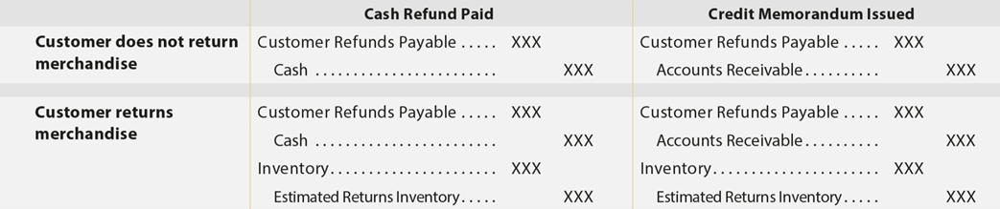 Cash Refund Paid Credit Memorandum Issued
Customer does not return Customer Refunds Payable ..... XXX Customer Refunds Payable ..... XXX
merchandise Cash ........................ XXX Accounts Receivable.......... XXX
Customer returns Customer Refunds Payable ..... XXX Customer Refunds Payable ..... XXX
merchandise Cash ........................ XXX Accounts Receivable.......... XXX
Inventory...................... XXX Inventory...................... XXX
Estimated Returns Inventory..... XXX Estimated Returns Inventory..... XXX